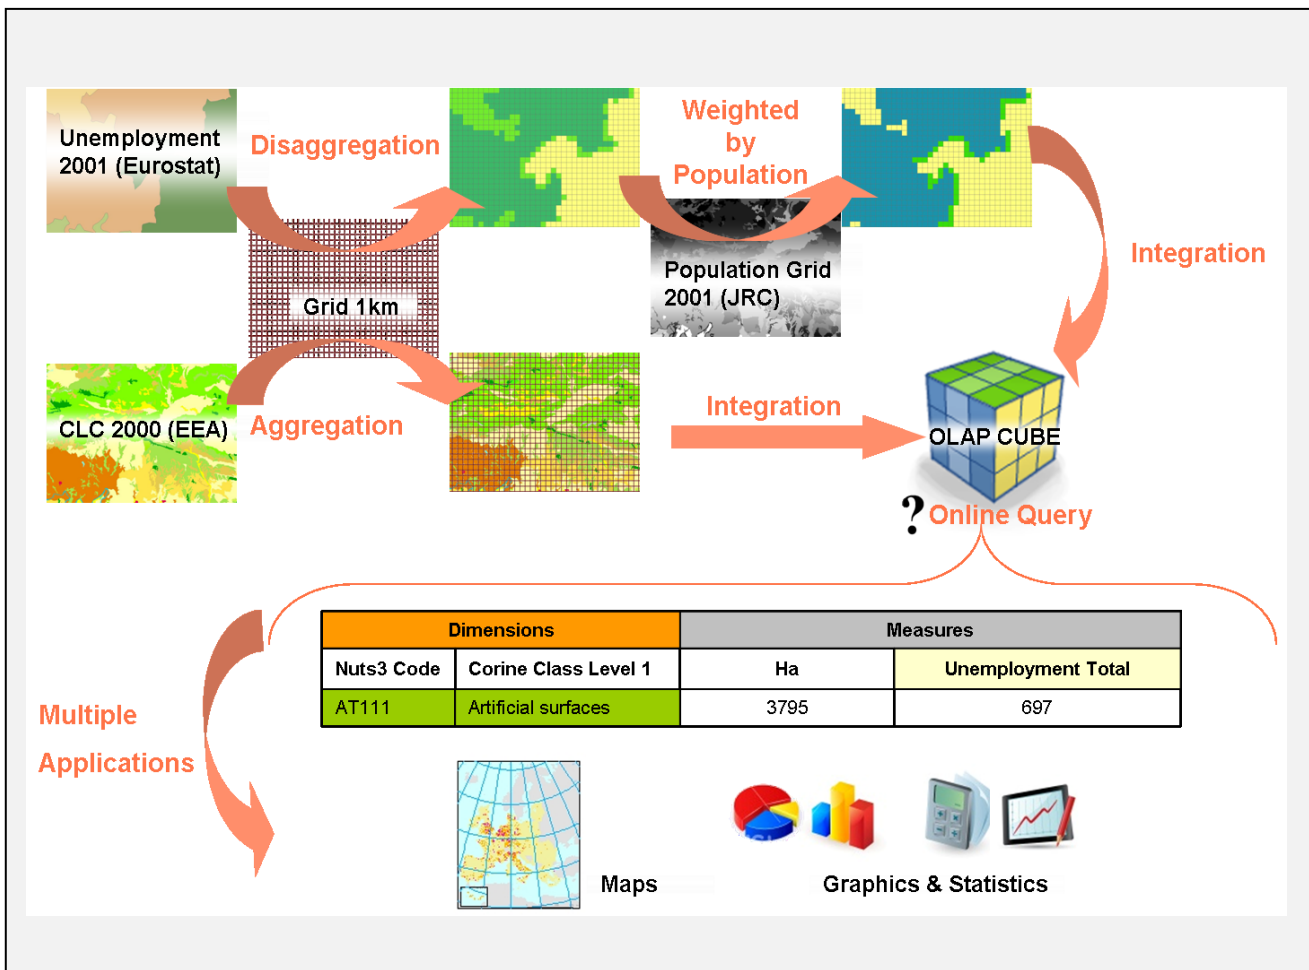 Unemployment
2001 (Eurostat)
Disaggregation
Weighted
by
Population
Grid 1km
Population Grid
2001 (JRC)
Integration
CLC 2000 (EEA)
Aggregation
Integration
OLAP CUBE
? Online Query
Dimensions Measures
Nuts3 Code Corine Class Level 1 Ha Unemployment Total
AT111 Artificial surfaces 3795 697
Multiple
Applications
Maps
Graphics & Statistics